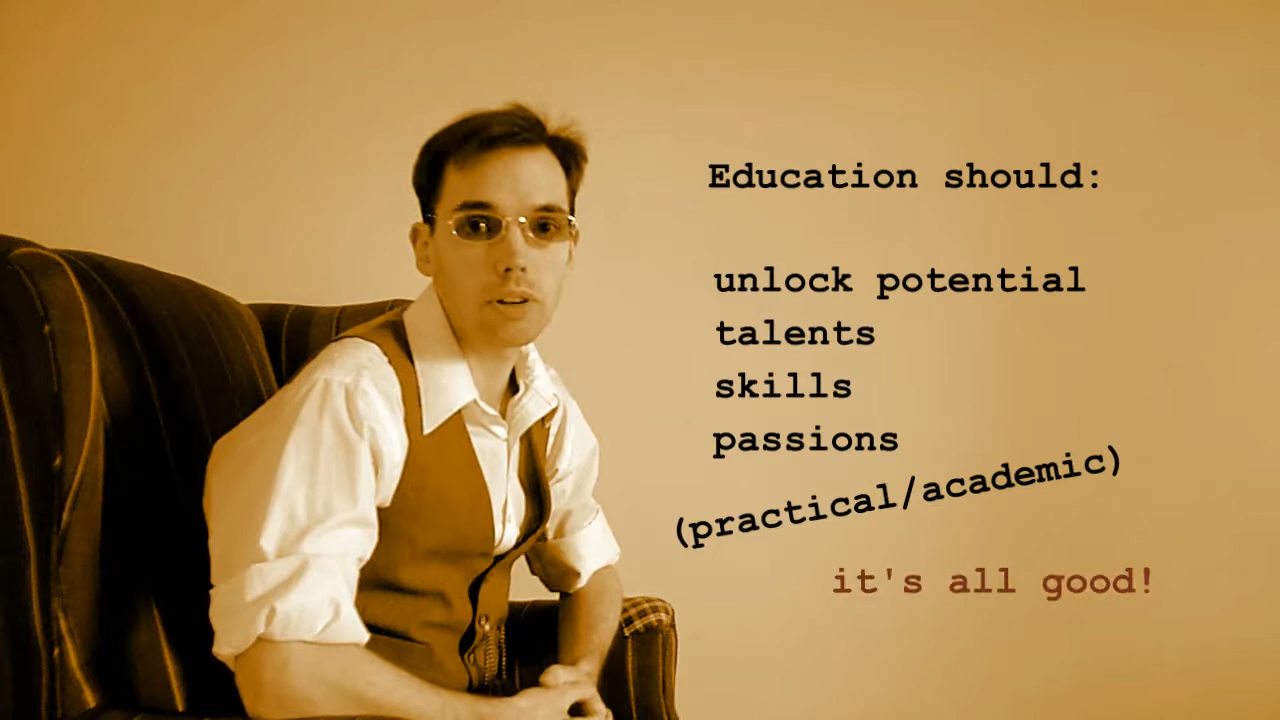 Education should:
unlock potential
talents
skills
passions
(practical/academic)
it's all good!